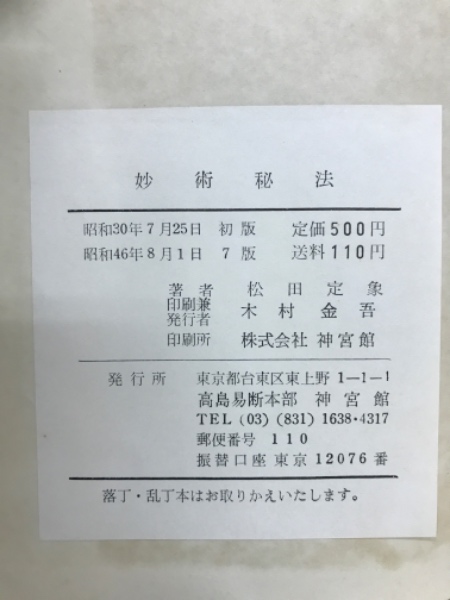 妙術秘法
昭和30年7月25日 初版 定価500円
昭和46年8月1日 7版 送料110円
著者 松田定象
印刷兼発行者 木村金吾
印刷所 株式会社 神宮館
発行所 東京都台東区東上野 1-1-1
高島易断本部 神宮館
TEL (03) (831) 1638・4317
郵便番号 110
振替口座 東京 12076 番
落丁・乱丁本はお取りかえいたします。